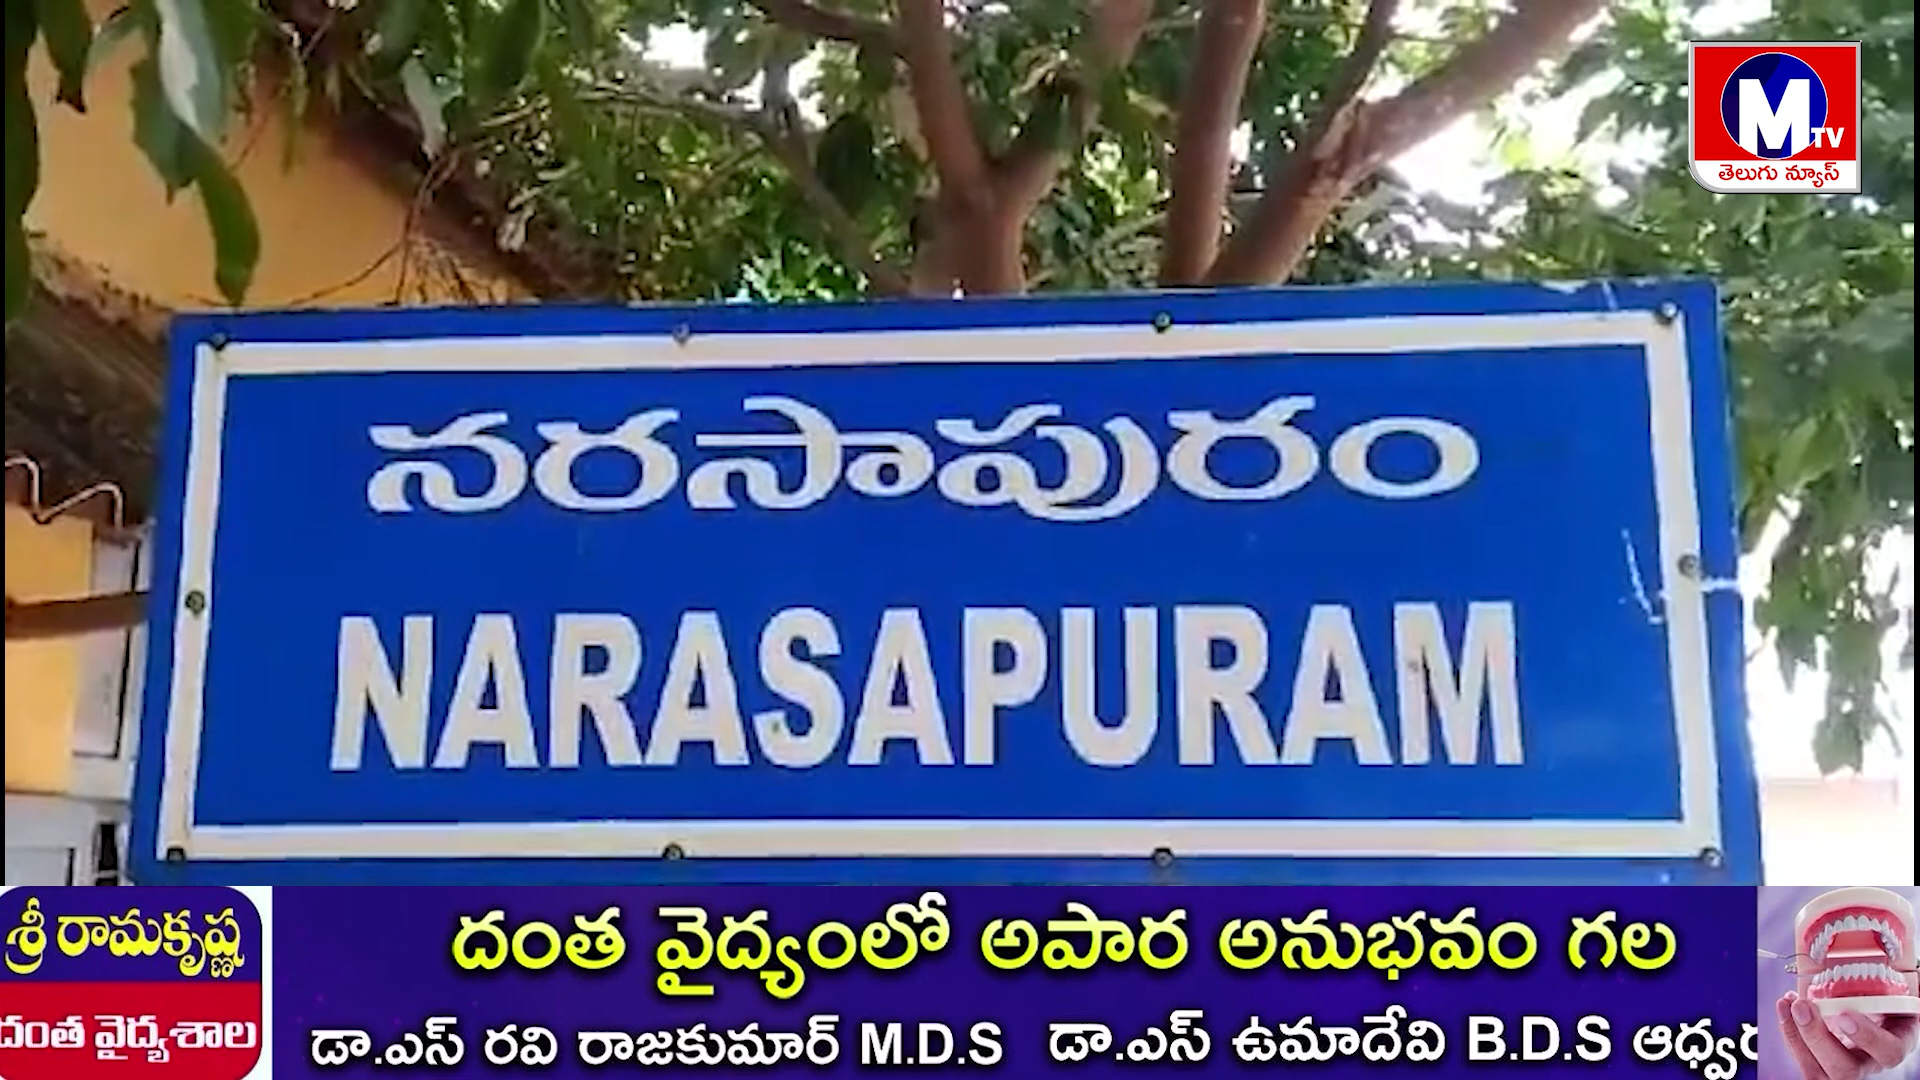 M TV
తెలుగు న్యూస్
నరసాపురం
NARASAPURAM
శ్రీ రామకృష్ణ
దంత వైద్యశాల
దంత వైద్యంలో అపార అనుభవం గల
డా.ఎస్ రవి రాజకుమార్ M.D.S డా.ఎస్ ఉమాదేవి B.D.S